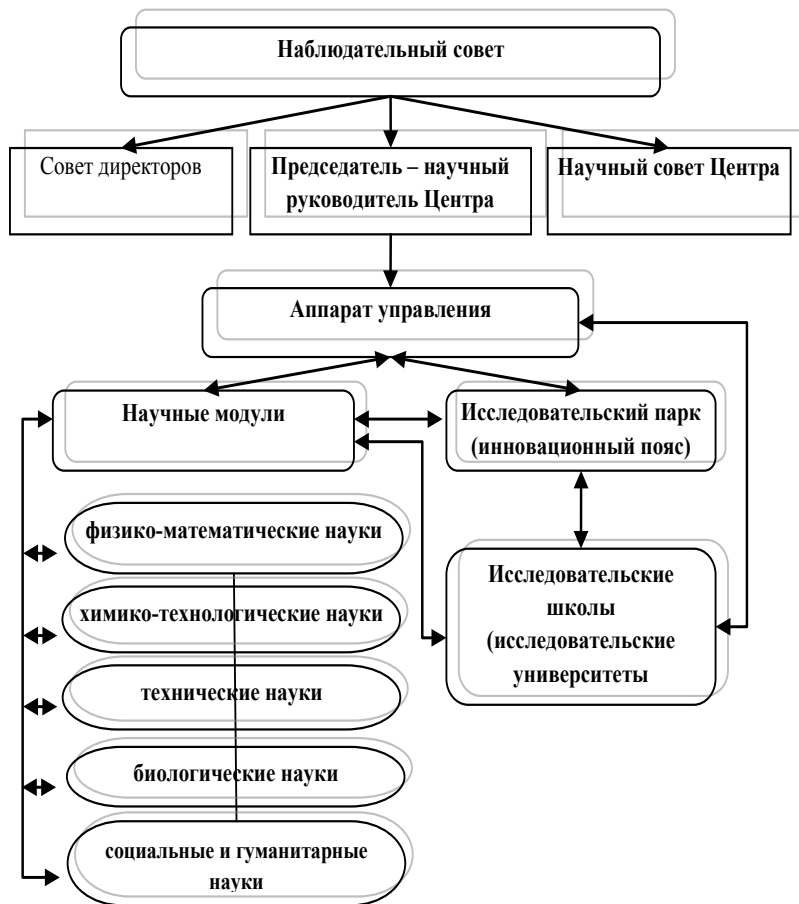 Наблюдательный совет
Совет директоров
Председатель – научный
руководитель Центра
Научный совет Центра
Аппарат управления
Научные модули
Исследовательский парк
(инновационный пояс)
физико-математические науки
химико-технологические науки
технические науки
биологические науки
социальные и гуманитарные
науки
Исследовательские
школы
(исследовательские
университеты